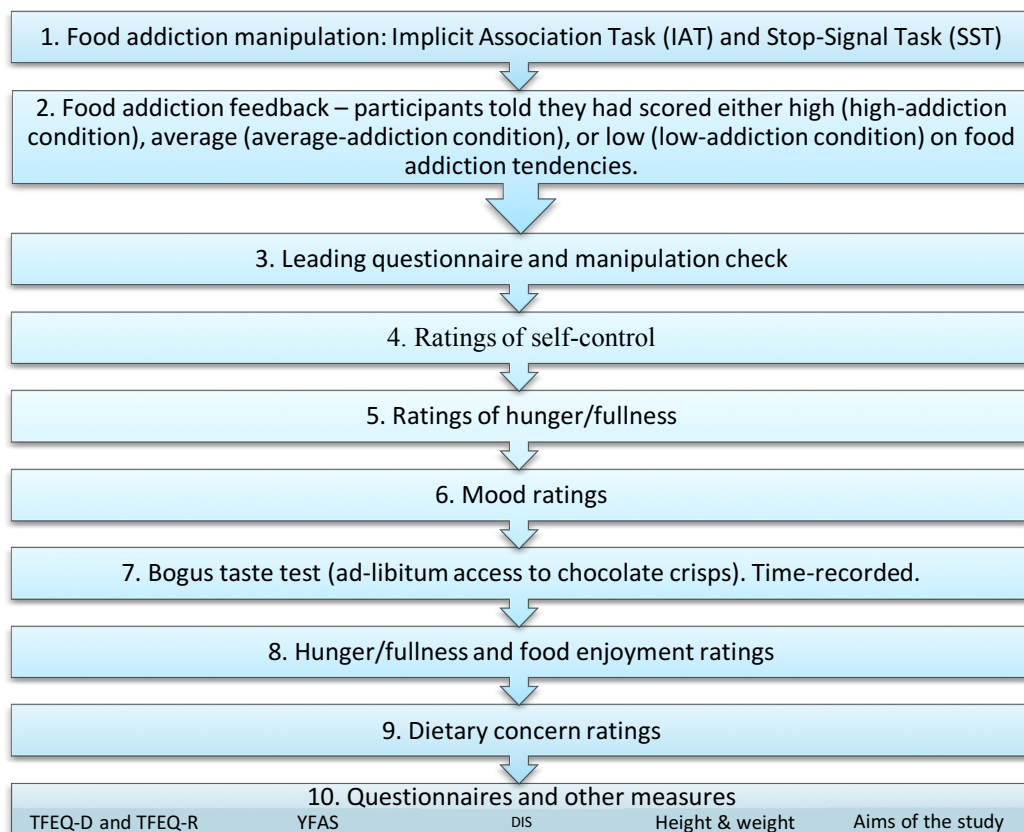 1. Food addiction manipulation: Implicit Association Task (IAT) and Stop-Signal Task (SST)
2. Food addiction feedback – participants told they had scored either high (high-addiction
condition), average (average-addiction condition), or low (low-addiction condition) on food
addiction tendencies.
3. Leading questionnaire and manipulation check
4. Ratings of self-control
5. Ratings of hunger/fullness
6. Mood ratings
7. Bogus taste test (ad-libitum access to chocolate crisps). Time-recorded.
8. Hunger/fullness and food enjoyment ratings
9. Dietary concern ratings
10. Questionnaires and other measures
TFEQ-D and TFEQ-R YFAS DIS Height & weight Aims of the study